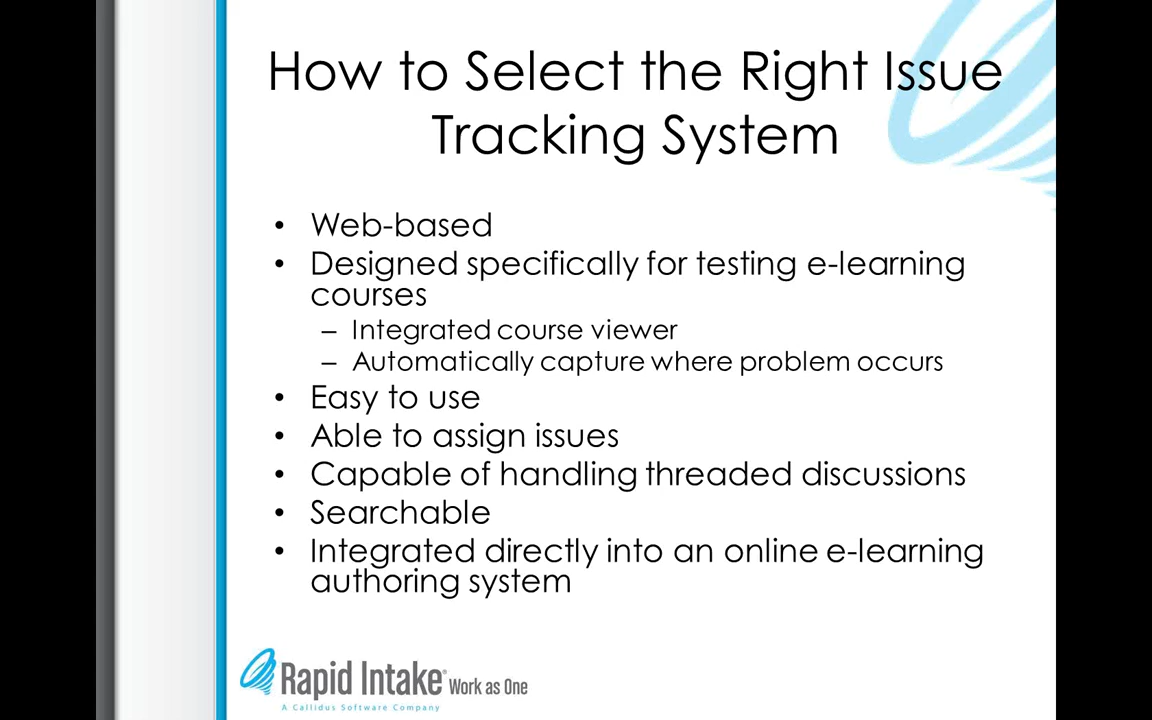 How to Select the Right Issue
Tracking System
• Web-based
• Designed specifically for testing e-learning
courses
– Integrated course viewer
– Automatically capture where problem occurs
• Easy to use
• Able to assign issues
• Capable of handling threaded discussions
• Searchable
• Integrated directly into an online e-learning
authoring system
Rapid Intake® Work as One
A Callidus Software Company